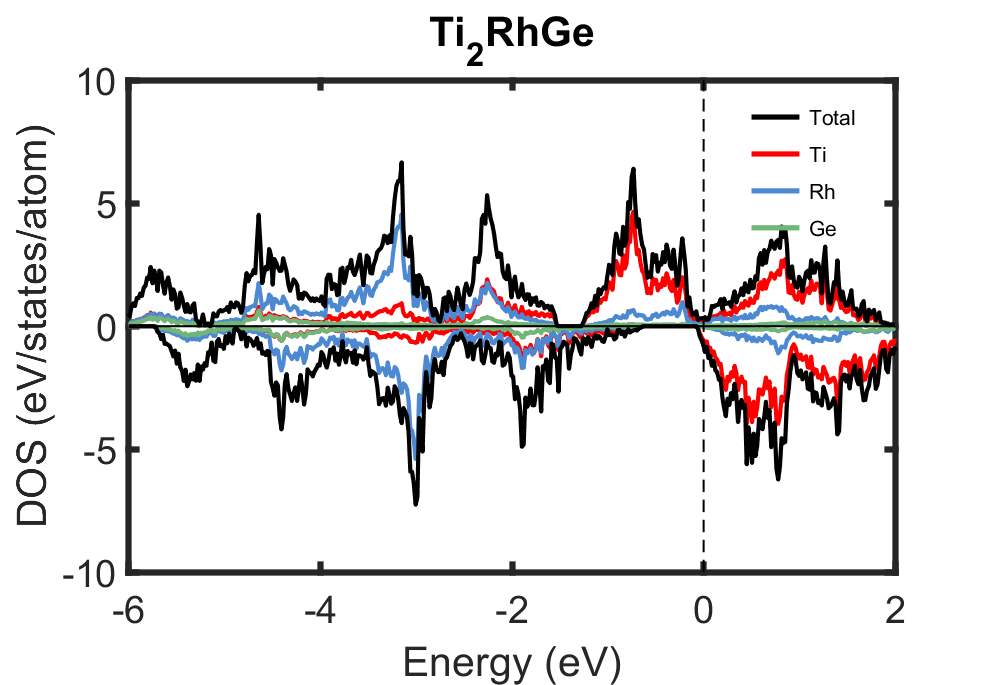 Ti2RhGe
DOS (eV/states/atom)
10
5
0
-5
-10
-6
-4
-2
0
2
Energy (eV)
Total
Ti
Rh
Ge